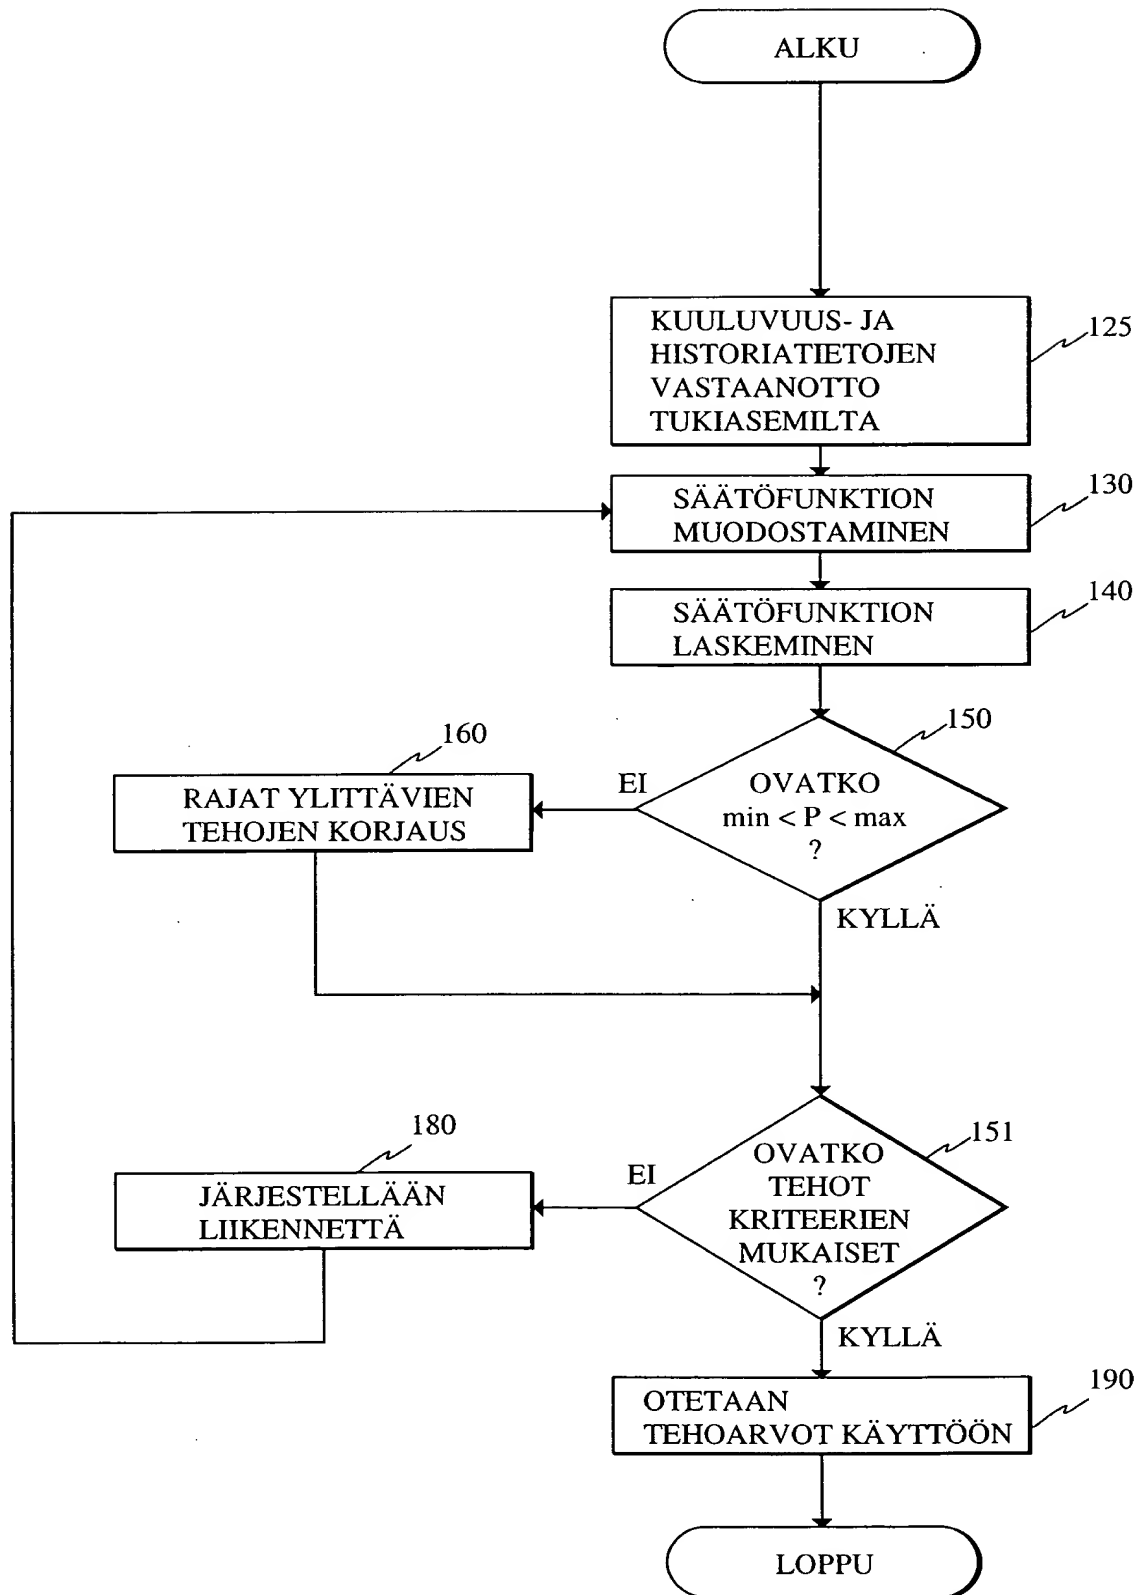 ALKU
KUULUVUUS- JA
HISTORIATIETOJEN
VASTAANOTTO
TUKIASEMILTA
125
SÄÄTÖFUNKTION
MUODOSTAMINEN
130
SÄÄTÖFUNKTION
LASKEMINEN
140
150
OVATKO
min < P < max
?
EI
KYLLÄ
160
RAJAT YLITTÄVIEN
TEHOJEN KORJAUS
151
OVATKO
TEHOT
KRITEERIEN
MUKAISET
?
EI
KYLLÄ
180
JÄRJESTELLÄÄN
LIIKENNETTÄ
190
OTETAAN
TEHOARVOT KÄYTTÖÖN
LOPPU